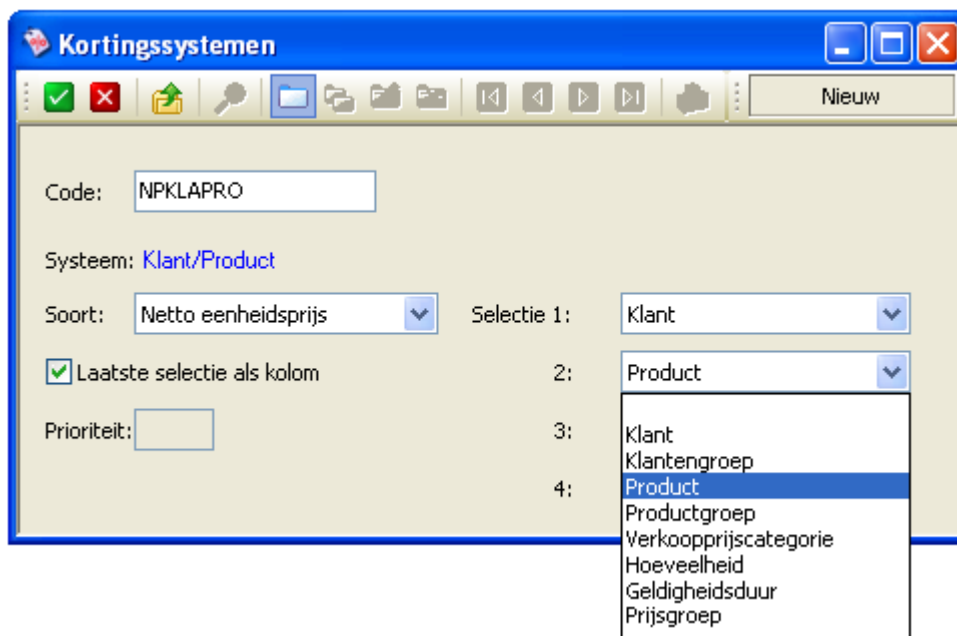 Kortingssystemen
Nieuw
Code: NPKLAPRO
Systeem: Klant/Product
Soort: Netto eenheidsprijs Selectie 1: Klant
Laatste selectie als kolom 2: Product
Prioriteit: 3:
4:
Klant
Klantengroep
Product
Productgroep
Verkoopprijscategorie
Hoeveelheid
Geldigheidsduur
Prijsgroep